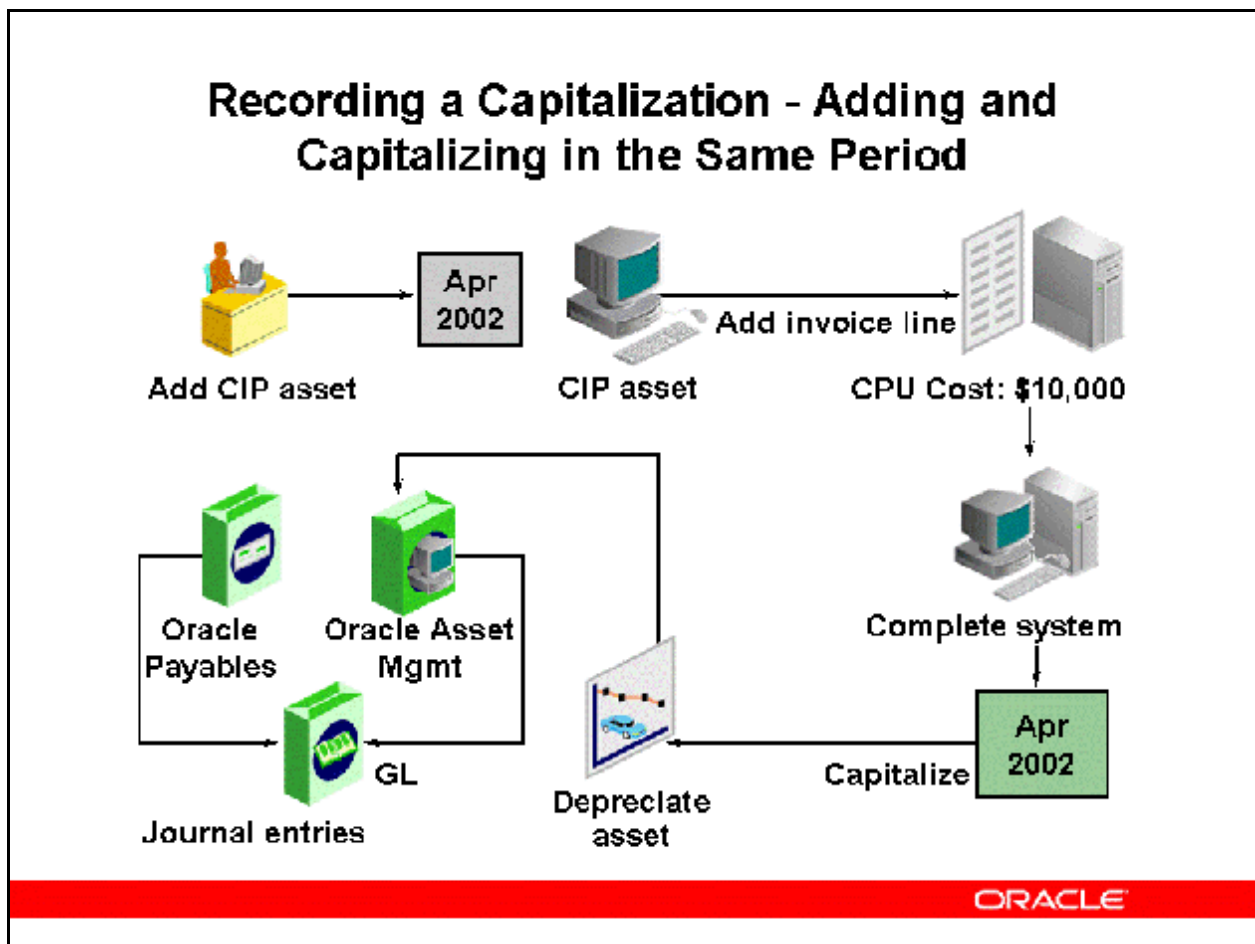 Recording a Capitalization - Adding and
Capitalizing in the Same Period
Apr
2002
Add invoice line
Add CIP asset
CIP asset
CPU Cost: $10,000
Oracle
Payables
Oracle Asset
Mgmt
Complete system
Apr
2002
Capitalize
GL
Depreciate
asset
Journal entries
ORACLE